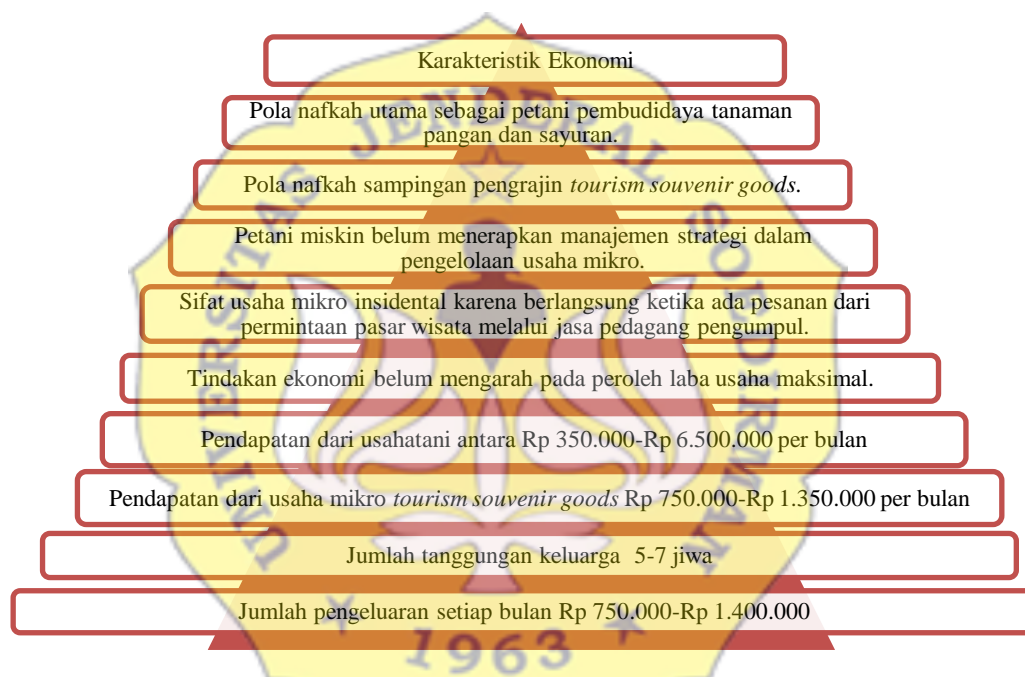 Karakteristik Ekonomi
Pola nafkah utama sebagai petani pembudidaya tanaman
pangan dan sayuran.
Pola nafkah sampingan pengrajin tourism souvenir goods.
Petani miskin belum menerapkan manajemen strategi dalam
pengelolaan usaha mikro.
Sifat usaha mikro insidental karena berlangsung ketika ada pesanan dari
permintaan pasar wisata melalui jasa pedagang pengumpul.
Tindakan ekonomi belum mengarah pada peroleh laba usaha maksimal.
Pendapatan dari usahatani antara Rp 350.000-Rp 6.500.000 per bulan
Pendapatan dari usaha mikro tourism souvenir goods Rp 750.000-Rp 1.350.000 per bulan
Jumlah tanggungan keluarga 5-7 jiwa
Jumlah pengeluaran setiap bulan Rp 750.000-Rp 1.400.000
UNIVERSITAS JENDERAL SOEDIRMAN
1963